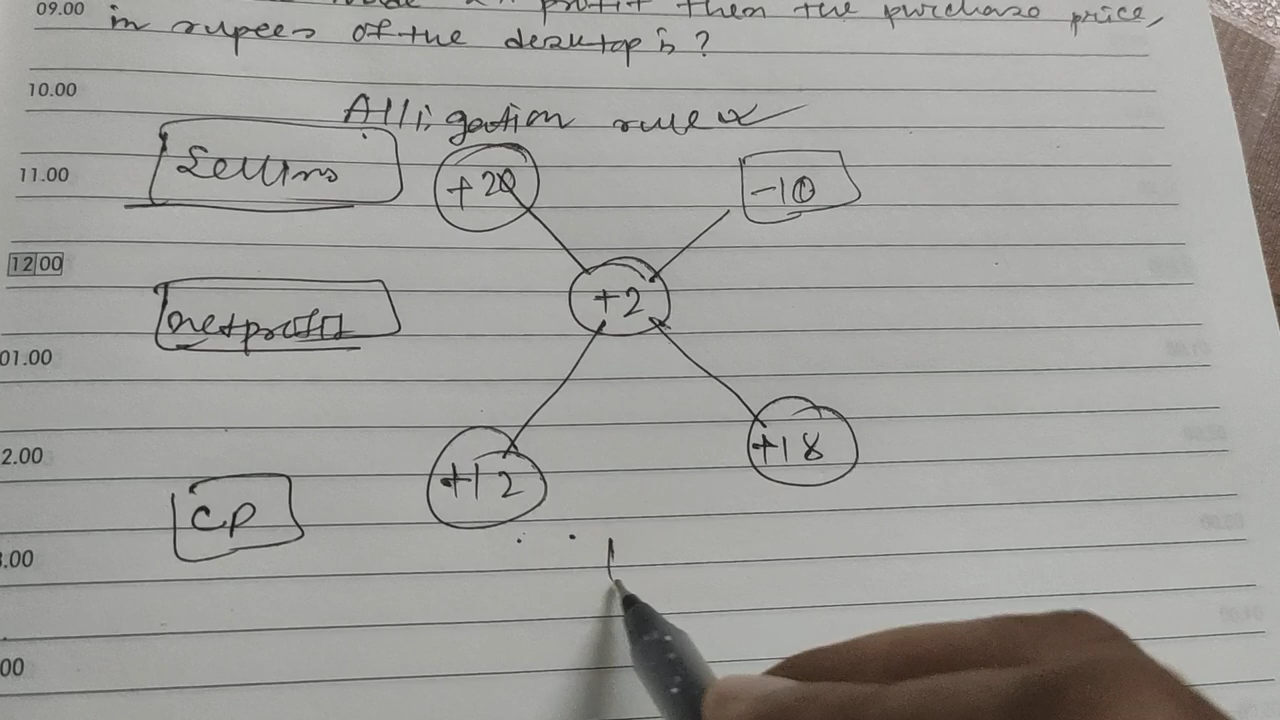 09.00 profit then the purchase price,
in rupees of the desktop is?
10.00
Alligation rule
11.00 Selling +20 -10
12 00
net profit +2
01.00
2.00 +12 +18
CP
3.00
00